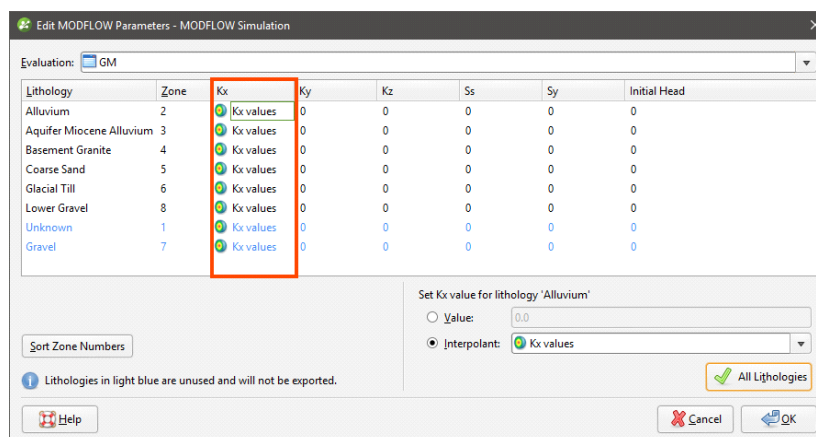 Edit MODFLOW Parameters - MODFLOW Simulation
Evaluation: GM
Lithology Zone Kx Ky Kz Ss Sy Initial Head
Alluvium 2 Kx values 0 0 0 0 0
Aquifer Miocene Alluvium 3 Kx values 0 0 0 0 0
Basement Granite 4 Kx values 0 0 0 0 0
Coarse Sand 5 Kx values 0 0 0 0 0
Glacial Till 6 Kx values 0 0 0 0 0
Lower Gravel 8 Kx values 0 0 0 0 0
Unknown 1 Kx values 0 0 0 0 0
Gravel 7 Kx values 0 0 0 0 0
Set Kx value for lithology 'Alluvium'
Value: 0.0
Sort Zone Numbers
Interpolant: Kx values
Lithologies in light blue are unused and will not be exported.
All Lithologies
Help
Cancel
OK